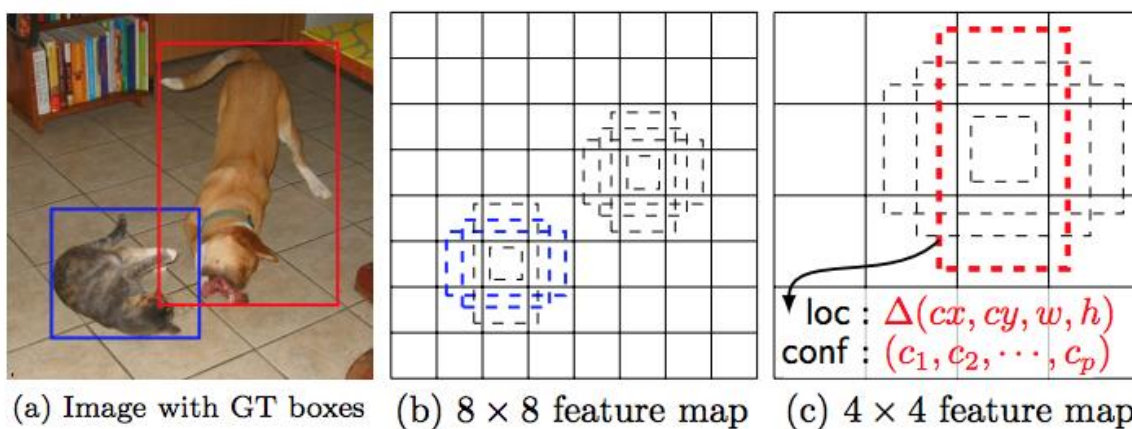 loc : Δ(cx, cy, w, h)
conf : (c₁, c₂, ⋯, cₚ)
(a) Image with GT boxes
(b) 8 × 8 feature map
(c) 4 × 4 feature map